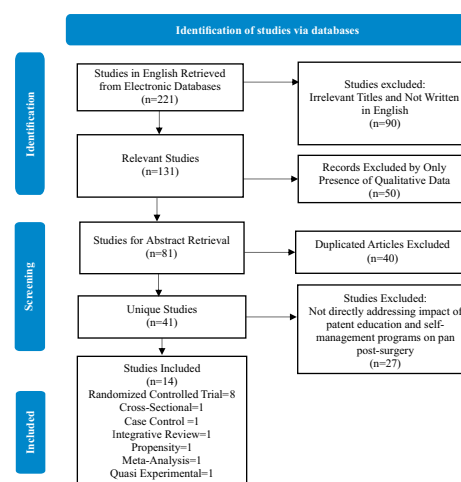 Identification of studies via databases
Identification
Studies in English Retrieved
from Electronic Databases
(n=221)
Studies excluded:
Irrelevant Titles and Not Written
in English
(n=90)
Relevant Studies
(n=131)
Records Excluded by Only
Presence of Qualitative Data
(n=50)
Screening
Studies for Abstract Retrieval
(n=81)
Duplicated Articles Excluded
(n=40)
Unique Studies
(n=41)
Studies Excluded:
Not directly addressing impact of
patent education and self-
management programs on pan
post-surgery
(n=27)
Included
Studies Included
(n=14)
Randomized Controlled Trial=8
Cross-Sectional=1
Case Control =1
Integrative Review=1
Propensity=1
Meta-Analysis=1
Quasi Experimental=1